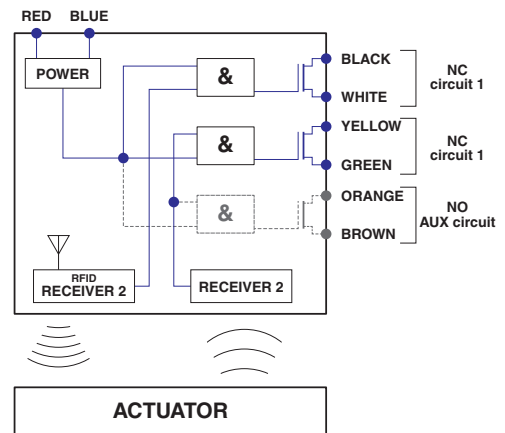 RED BLUE
POWER
&
BLACK
WHITE
NC
circuit 1
&
YELLOW
GREEN
NC
circuit 1
&
ORANGE
BROWN
NO
AUX circuit
RFID
RECEIVER 2
RECEIVER 2
ACTUATOR